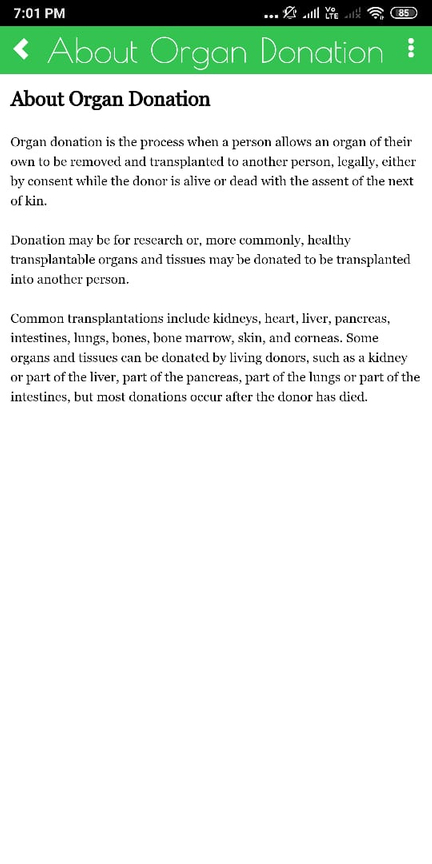 7:01 PM
Vo
LTE
85
About Organ Donation
About Organ Donation
Organ donation is the process when a person allows an organ of their
own to be removed and transplanted to another person, legally, either
by consent while the donor is alive or dead with the assent of the next
of kin.
Donation may be for research or, more commonly, healthy
transplantable organs and tissues may be donated to be transplanted
into another person.
Common transplantations include kidneys, heart, liver, pancreas,
intestines, lungs, bones, bone marrow, skin, and corneas. Some
organs and tissues can be donated by living donors, such as a kidney
or part of the liver, part of the pancreas, part of the lungs or part of the
intestines, but most donations occur after the donor has died.